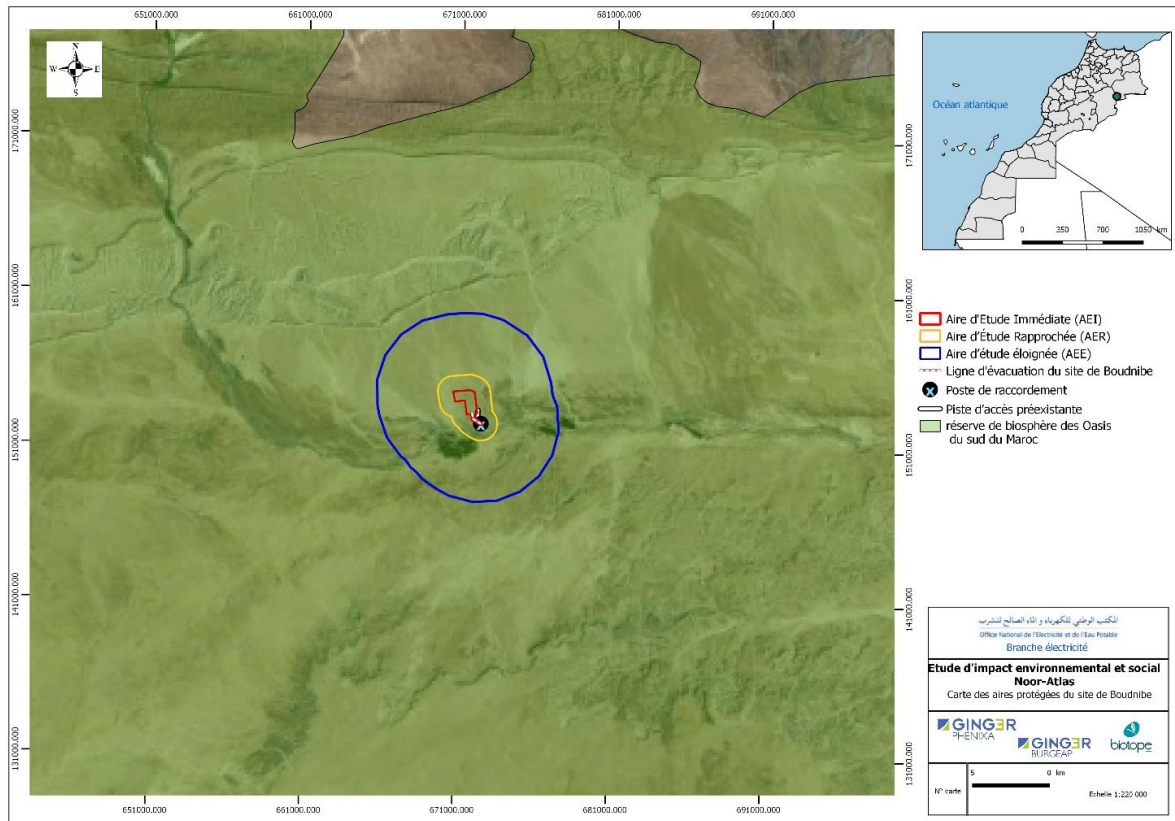 651000.000 661000.000 671000.000 681000.000 691000.000
N
W E
S
171000.000
161000.000
151000.000
141000.000
131000.000
171000.000
161000.000
151000.000
141000.000
131000.000
651000.000 661000.000 671000.000 681000.000 691000.000
Océan atlantique
0 350 700 1050 km
Aire d'Etude Immédiate (AEI)
Aire d'Étude Rapprochée (AER)
Aire d'étude éloignée (AEE)
Ligne d'évacuation du site de Boudnibe
Poste de raccordement
Piste d'accès préexistante
réserve de biosphère des Oasis
du sud du Maroc
المكتب الوطني للكهرباء و الماء الصالح للشرب
Office National de l'Electricité et de l'Eau Potable
Branche électricité
Etude d'impact environnemental et social
Noor-Atlas
Carte des aires protégées du site de Boudnibe
GINGER
PHENIXA
GINGER
BURGEAP
biotope
N° carte
5 0 km
Echelle 1:220 000